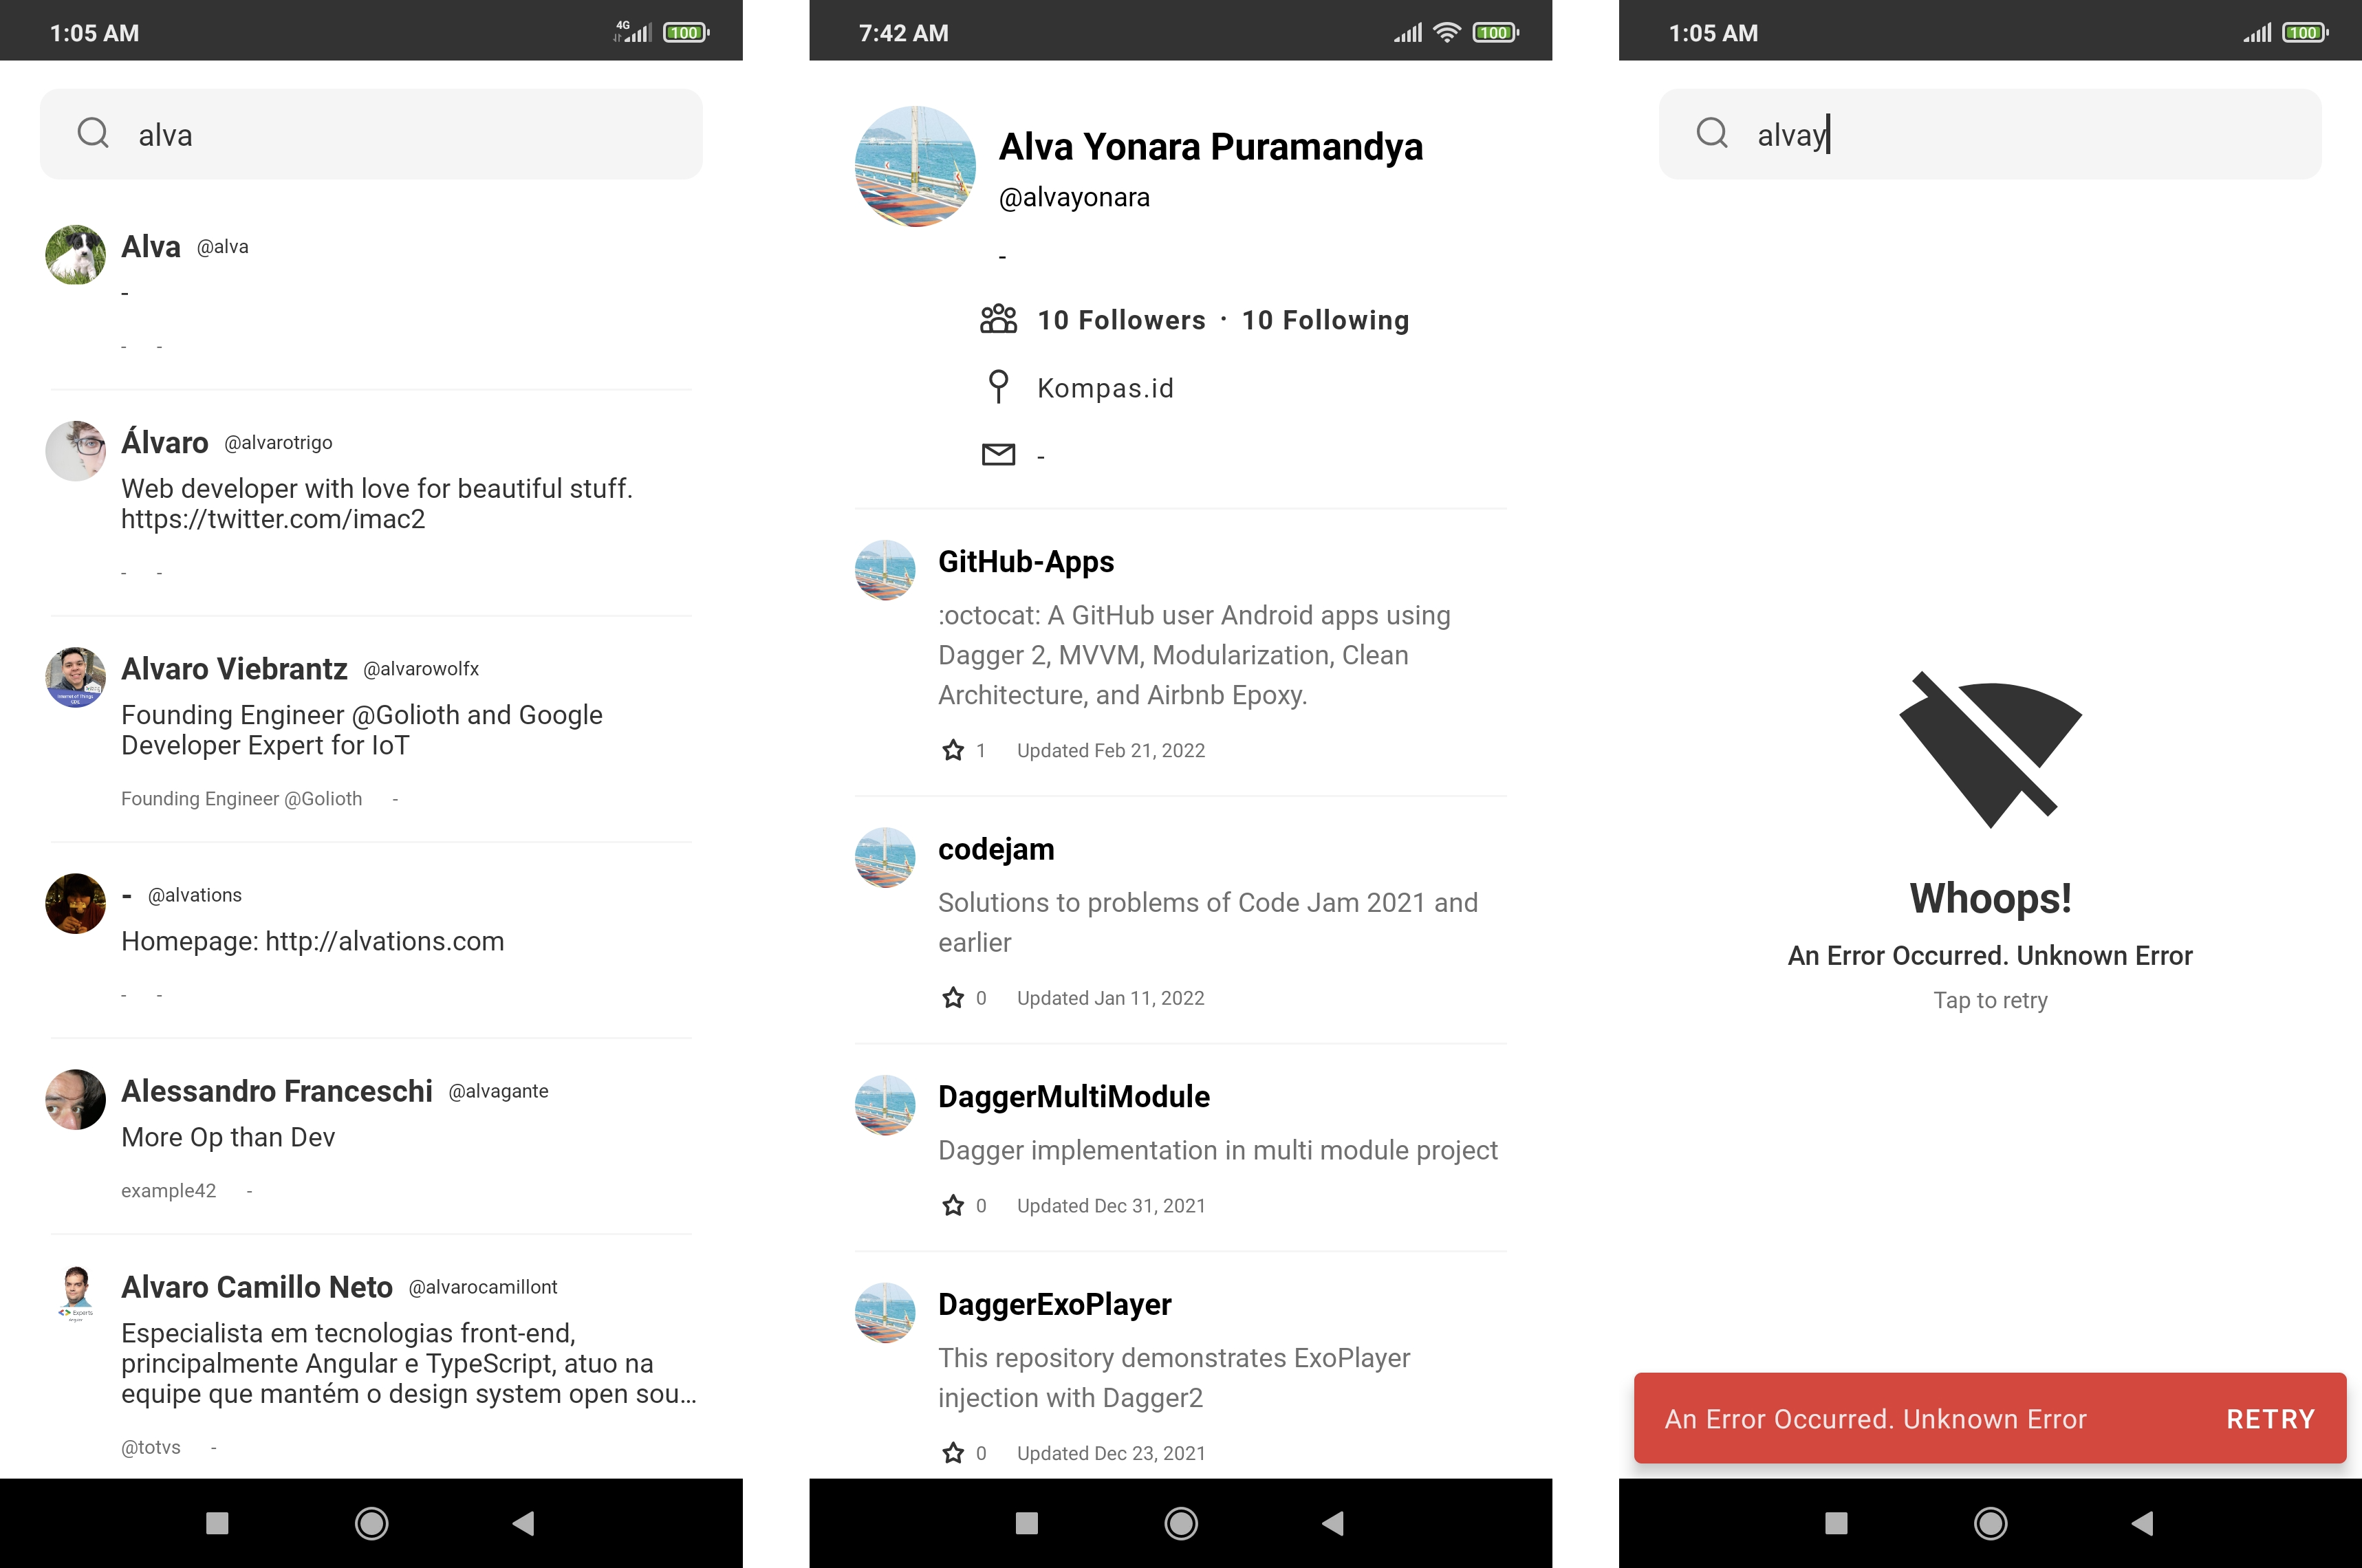 1:05 AM
4G
100
alva
Alva @alva
-
- -
Álvaro @alvarotrigo
Web developer with love for beautiful stuff.
https://twitter.com/imac2
- -
Alvaro Viebrantz @alvarowolfx
Founding Engineer @Golioth and Google
Developer Expert for IoT
Founding Engineer @Golioth -
- @alvations
Homepage: http://alvations.com
- -
Alessandro Franceschi @alvagante
More Op than Dev
example42 -
Alvaro Camillo Neto @alvarocamillont
Experts
Especialista em tecnologias front-end,
principalmente Angular e TypeScript, atuo na
equipe que mantém o design system open sou...
@totvs -
7:42 AM
100
Alva Yonara Puramandya
@alvayonara
-
10 Followers · 10 Following
Kompas.id
-
GitHub-Apps
:octocat: A GitHub user Android apps using
Dagger 2, MVVM, Modularization, Clean
Architecture, and Airbnb Epoxy.
1 Updated Feb 21, 2022
codejam
Solutions to problems of Code Jam 2021 and
earlier
0 Updated Jan 11, 2022
DaggerMultiModule
Dagger implementation in multi module project
0 Updated Dec 31, 2021
DaggerExoPlayer
This repository demonstrates ExoPlayer
injection with Dagger2
0 Updated Dec 23, 2021
1:05 AM
100
alvay
Whoops!
An Error Occurred. Unknown Error
Tap to retry
An Error Occurred. Unknown Error RETRY